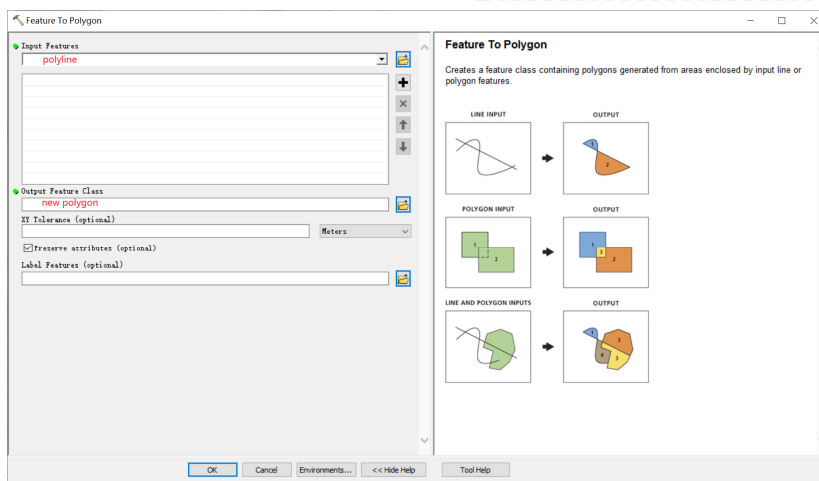 Feature To Polygon
Input Features
polyline
Output Feature Class
new polygon
XY Tolerance (optional)
Meters
Preserve attributes (optional)
Label Features (optional)
Feature To Polygon
Creates a feature class containing polygons generated from areas enclosed by input line or
polygon features.
LINE INPUT
OUTPUT
1
2
POLYGON INPUT
OUTPUT
1
2
1
3
2
LINE AND POLYGON INPUTS
OUTPUT
1
2
4
3
OK
Cancel
Environments...
<< Hide Help
Tool Help